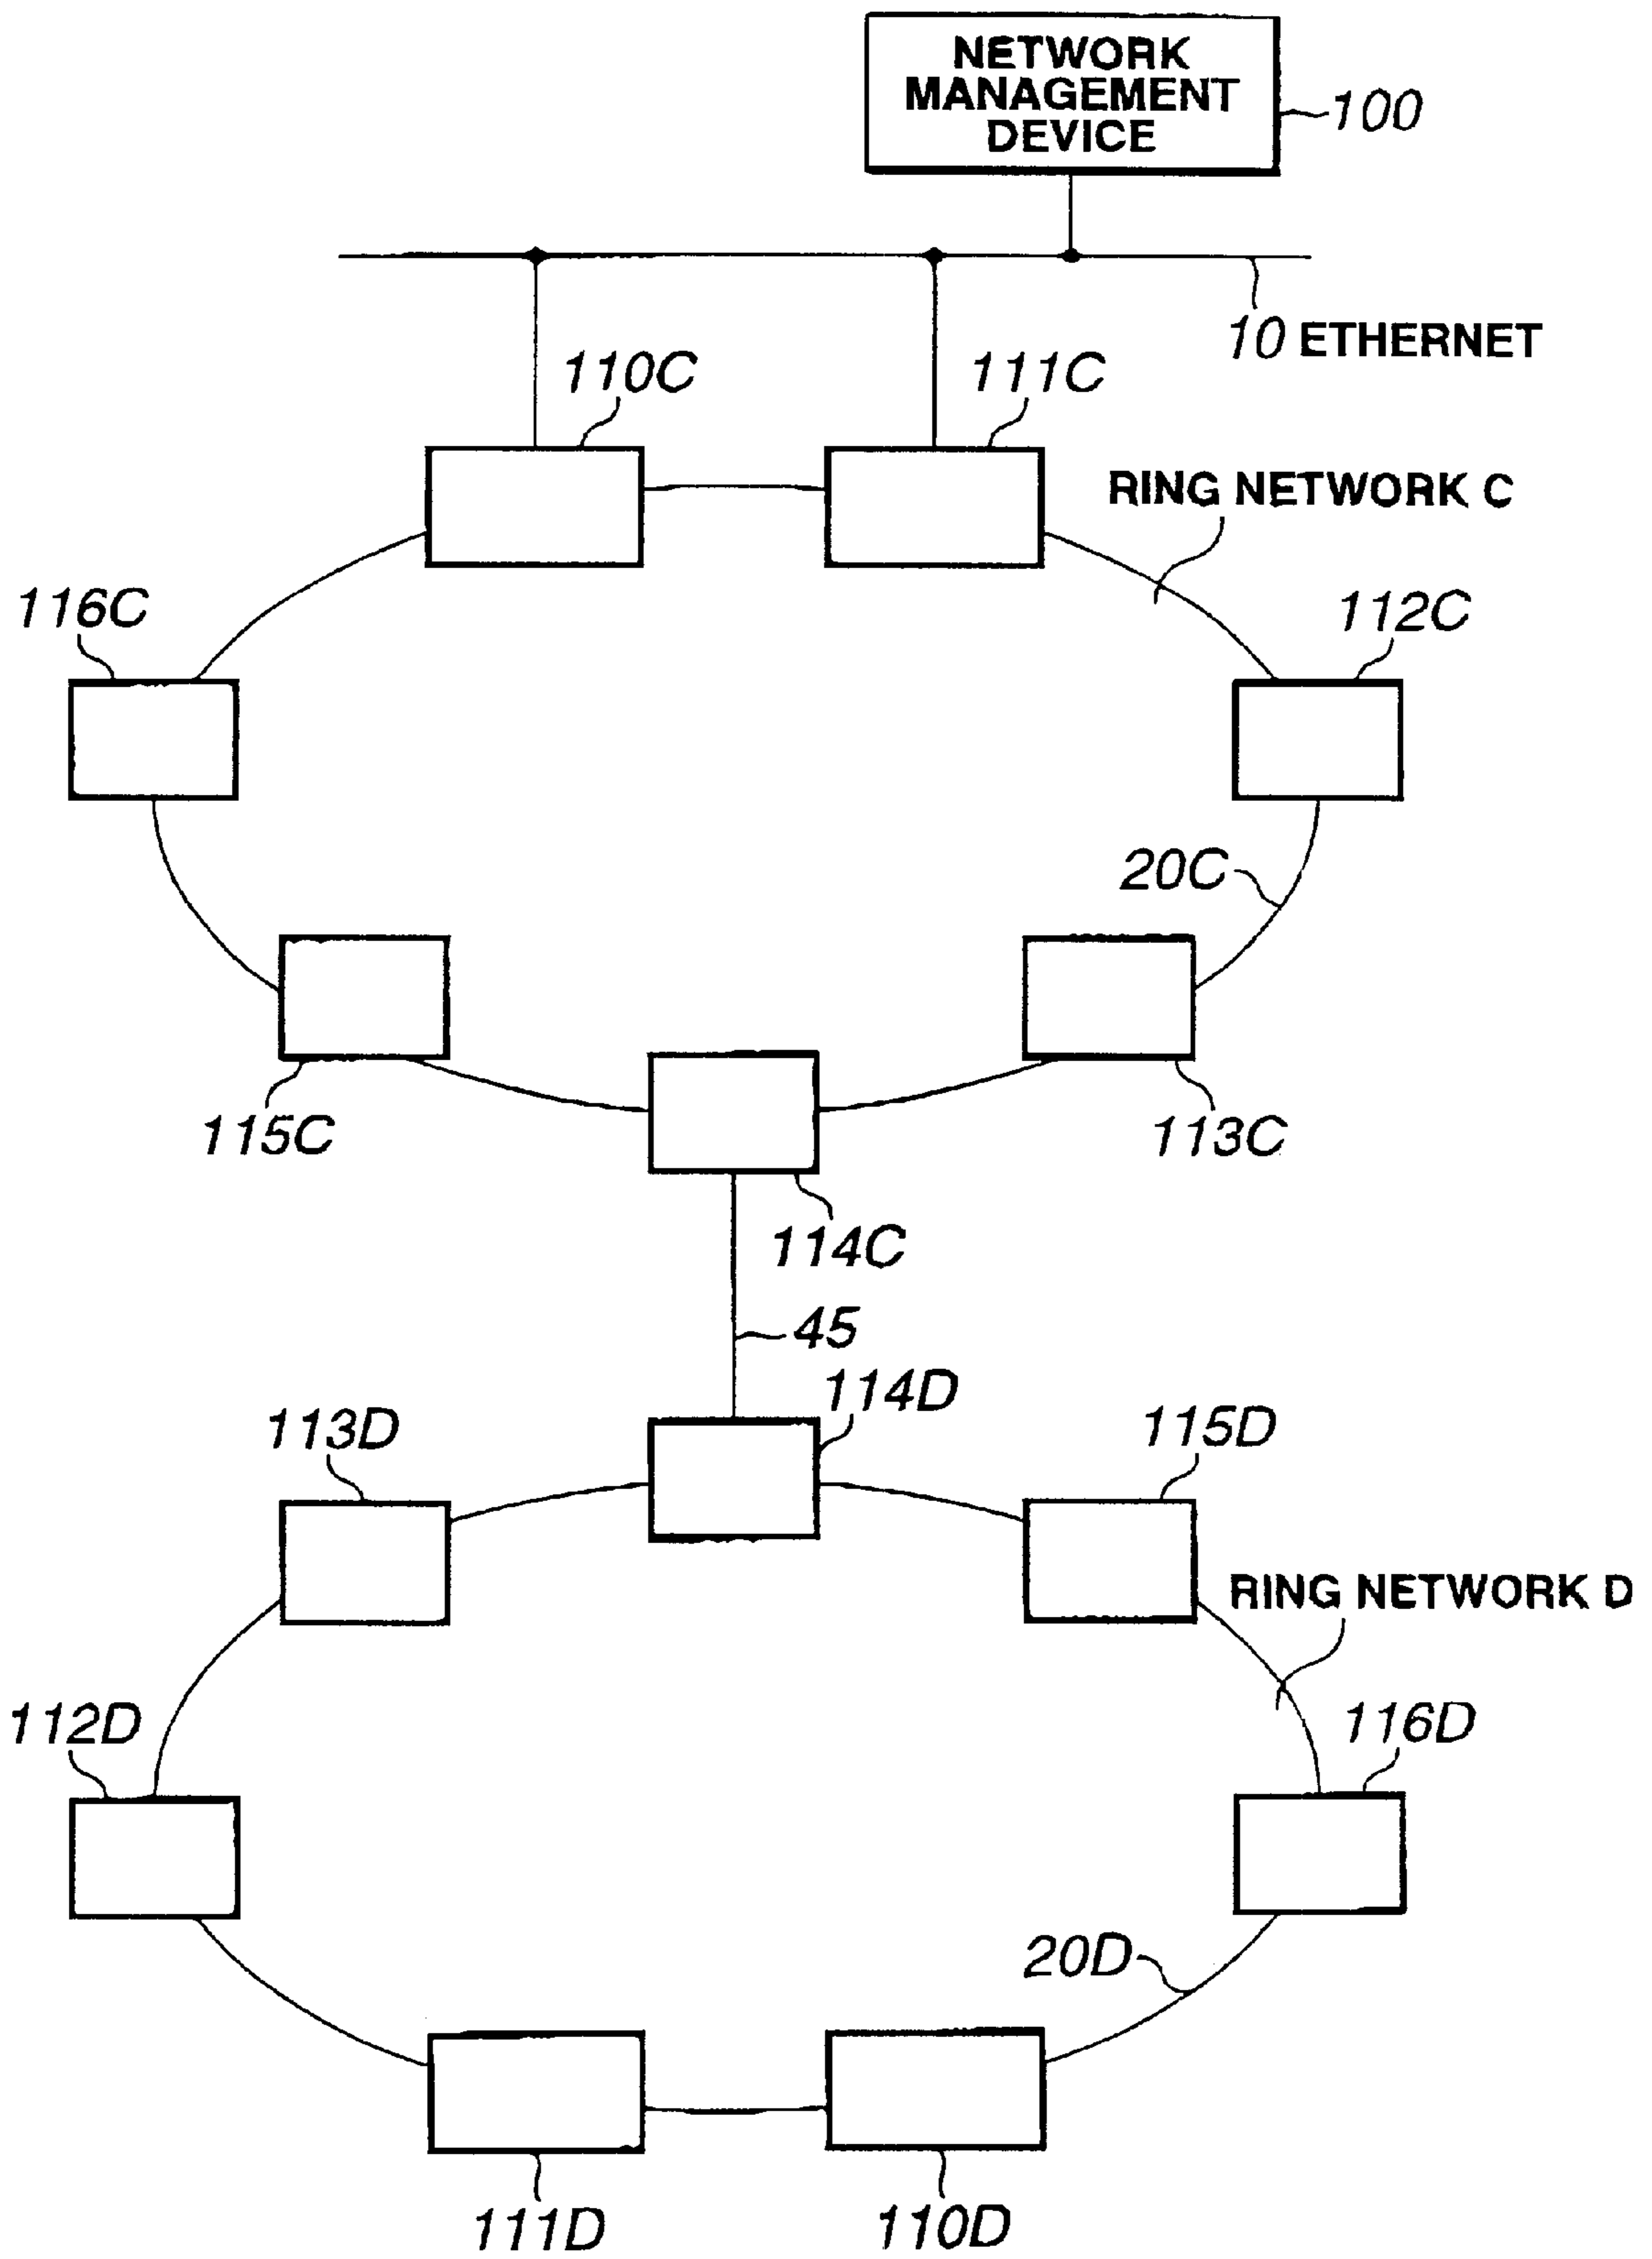 NETWORK
MANAGEMENT
DEVICE
100
10 ETHERNET
110C
111C
RING NETWORK C
116C
112C
20C
115C
113C
114C
45
114D
113D
115D
RING NETWORK D
112D
116D
20D
111D
110D